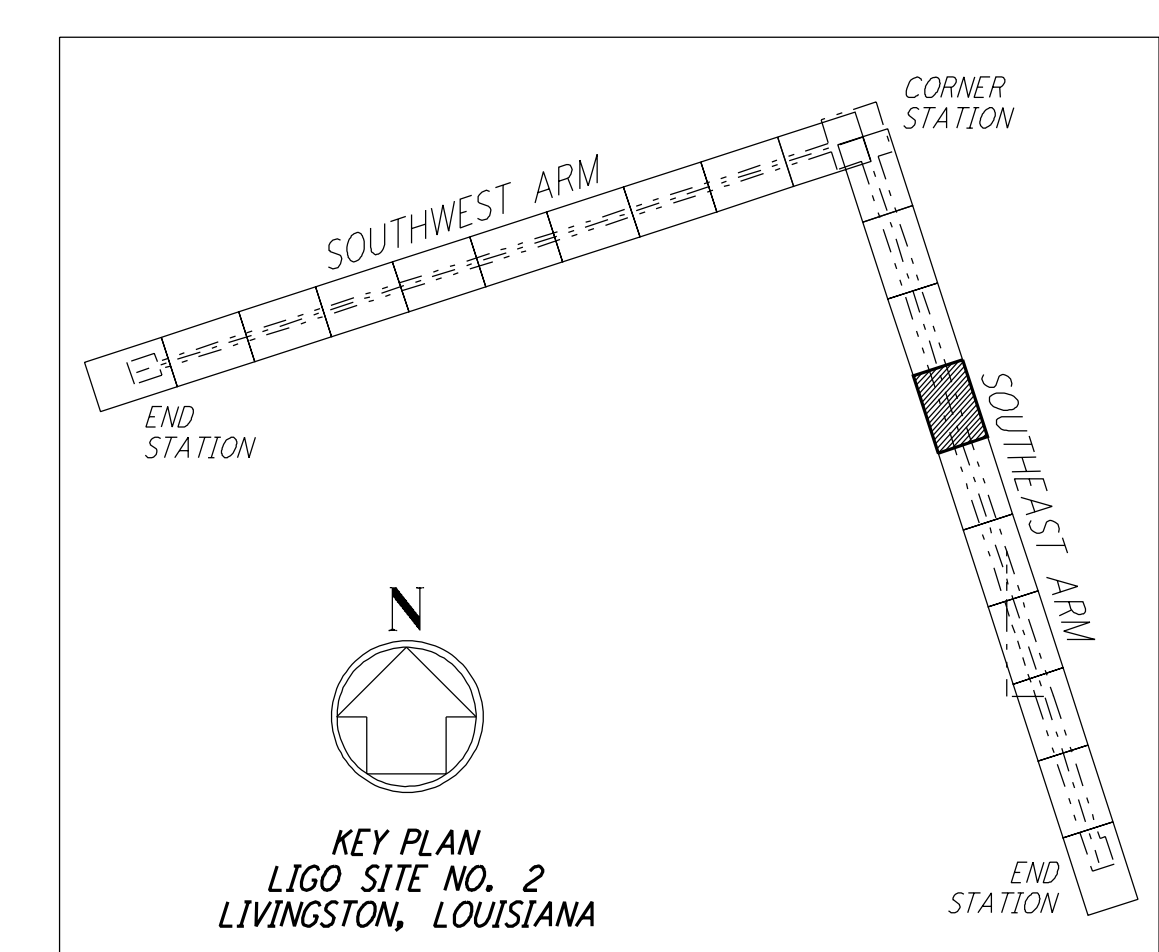 CORNER
STATION
SOUTHWEST ARM
END
STATION
SOUTHEAST ARM
N
KEY PLAN
LIGO SITE NO. 2
LIVINGSTON, LOUISIANA
END
STATION